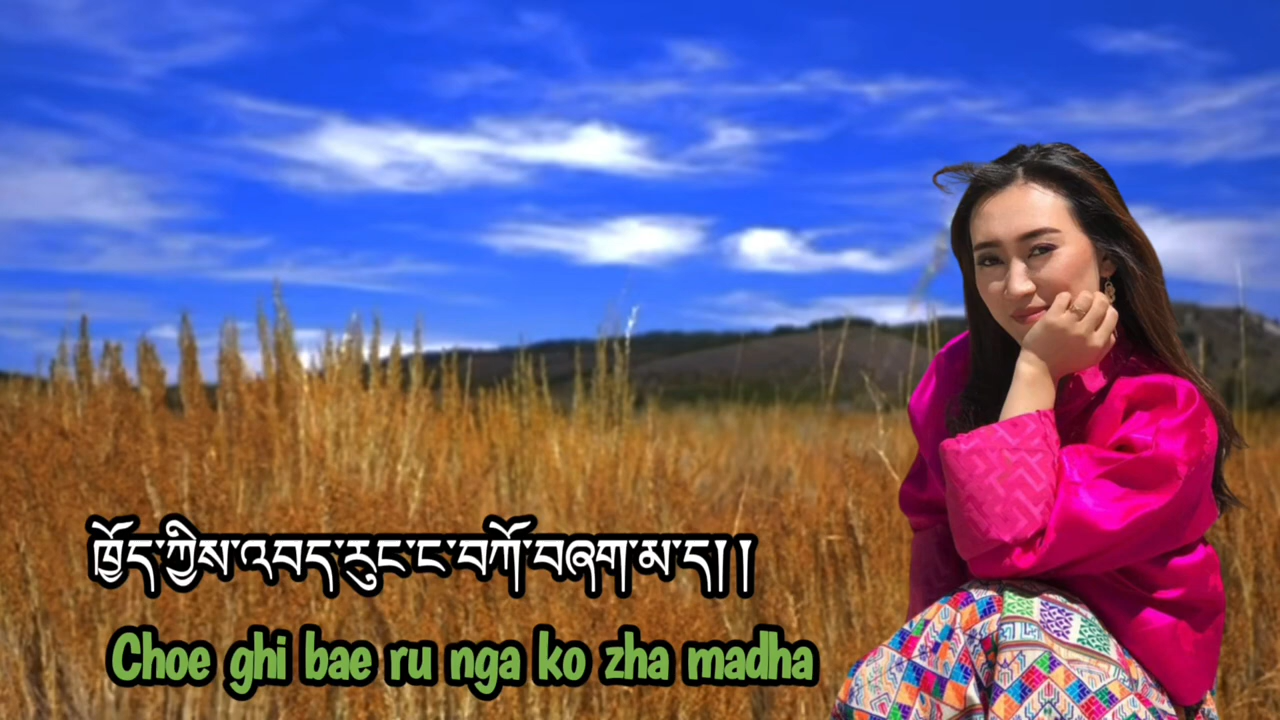 ཁྱོད་ཀྱིས་འབད་རུང་ང་བཀོ་བཞག་མ་ད། །
Choe ghi bae ru nga ko zha madha